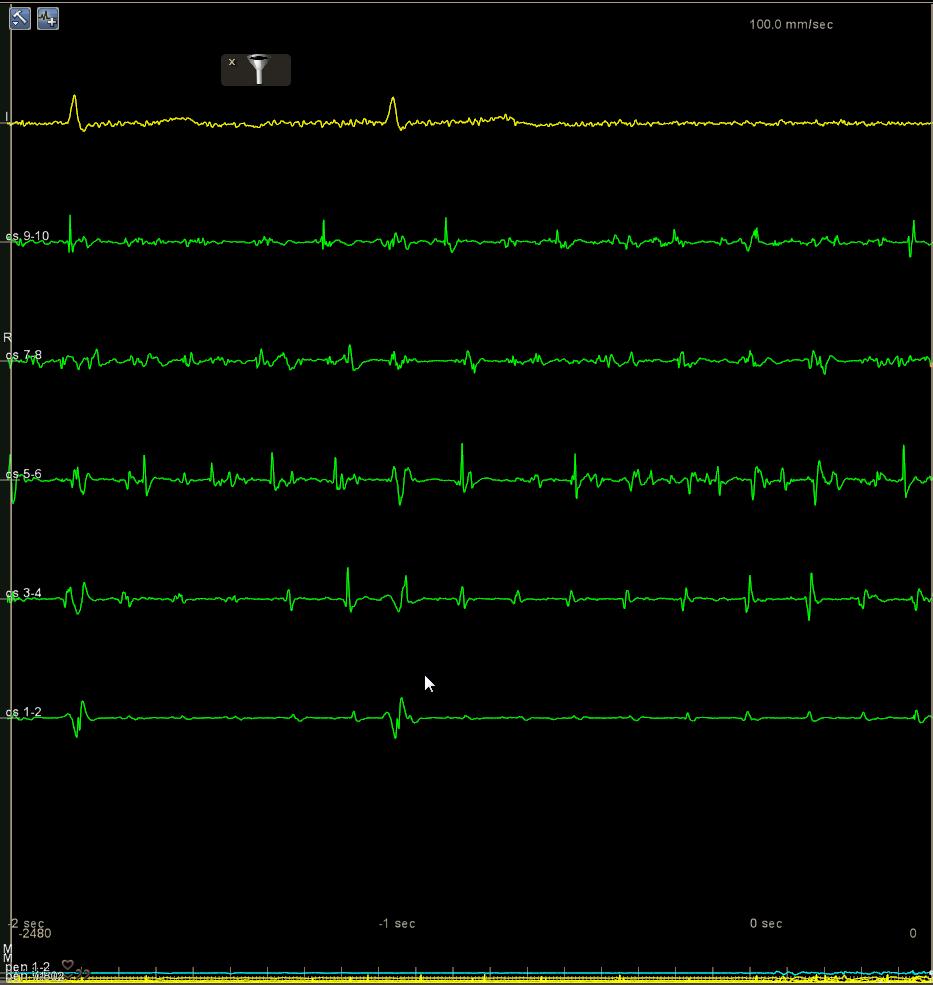 100.0 mm/sec
x
I
cs 9-10
R
cs 7-8
cs 5-6
cs 3-4
cs 1-2
-2 sec
-1 sec
0 sec
-2480
0
M
M
pen 1-2